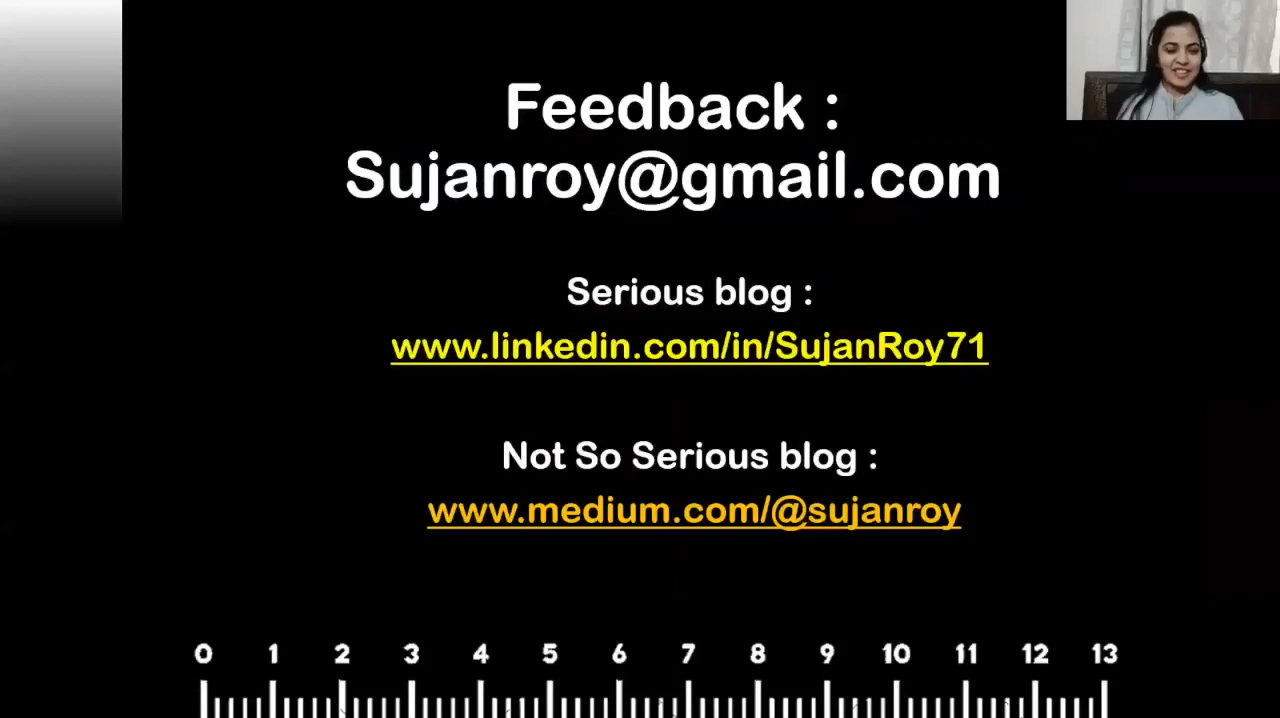 Feedback :
Sujanroy@gmail.com
Serious blog :
www.linkedin.com/in/SujanRoy71
Not So Serious blog :
www.medium.com/@sujanroy
0 1 2 3 4 5 6 7 8 9 10 11 12 13